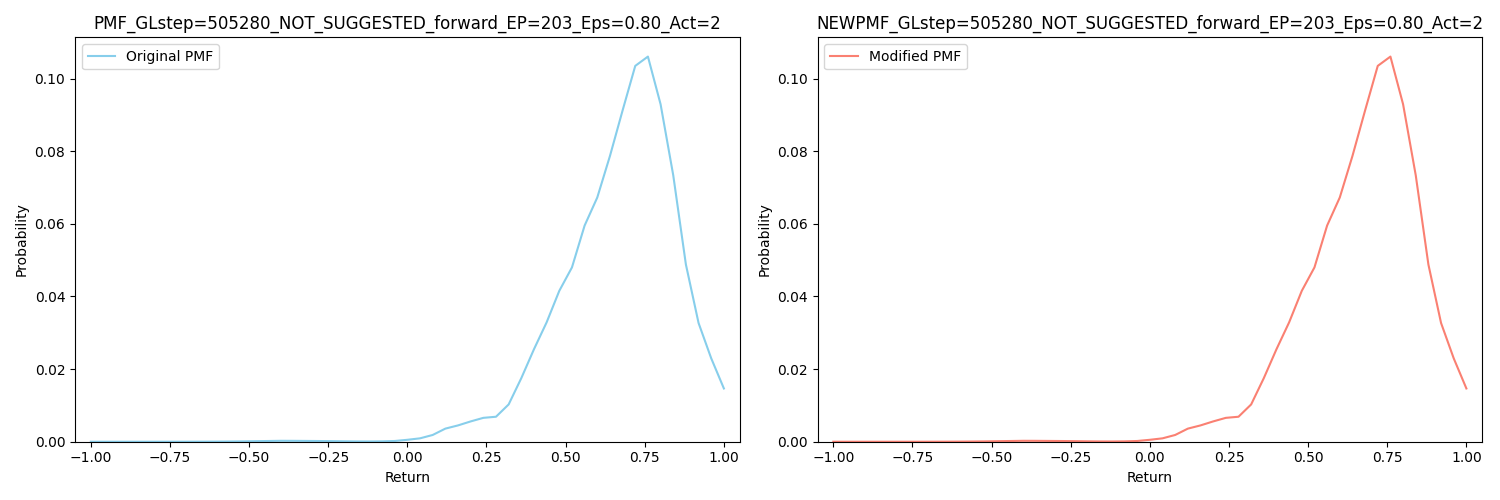 PMF_GLstep=505280_NOT_SUGGESTED_forward_EP=203_Eps=0.80_Act=2
Original PMF
Probability
0.10
0.08
0.06
0.04
0.02
0.00
−1.00 −0.75 −0.50 −0.25 0.00 0.25 0.50 0.75 1.00
Return
NEWPMF_GLstep=505280_NOT_SUGGESTED_forward_EP=203_Eps=0.80_Act=2
Modified PMF
Probability
0.10
0.08
0.06
0.04
0.02
0.00
−1.00 −0.75 −0.50 −0.25 0.00 0.25 0.50 0.75 1.00
Return